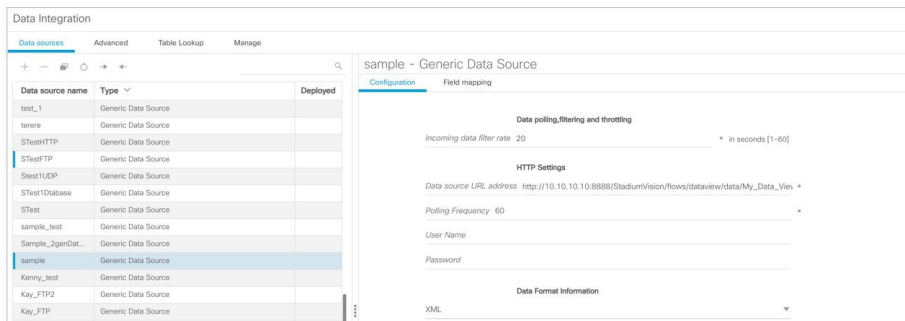 Data Integration
Data sources Advanced Table Lookup Manage
Data source name Type Deployed
test_1 Generic Data Source
terere Generic Data Source
STestHTTP Generic Data Source
STestFTP Generic Data Source
Stest1UDP Generic Data Source
STest1Dtabase Generic Data Source
STest Generic Data Source
sample_test Generic Data Source
Sample_2genDat... Generic Data Source
sample Generic Data Source
Kenny_test Generic Data Source
Kay_FTP2 Generic Data Source
Kay_FTP Generic Data Source
sample - Generic Data Source
Configuration Field mapping
Data polling,filtering and throttling
Incoming data filter rate 20 * in seconds [1-60]
HTTP Settings
Data source URL address http://10.10.10.10:8888/StadiumVision/flows/dataview/data/My_Data_View *
Polling Frequency 60 *
User Name
Password
Data Format Information
XML